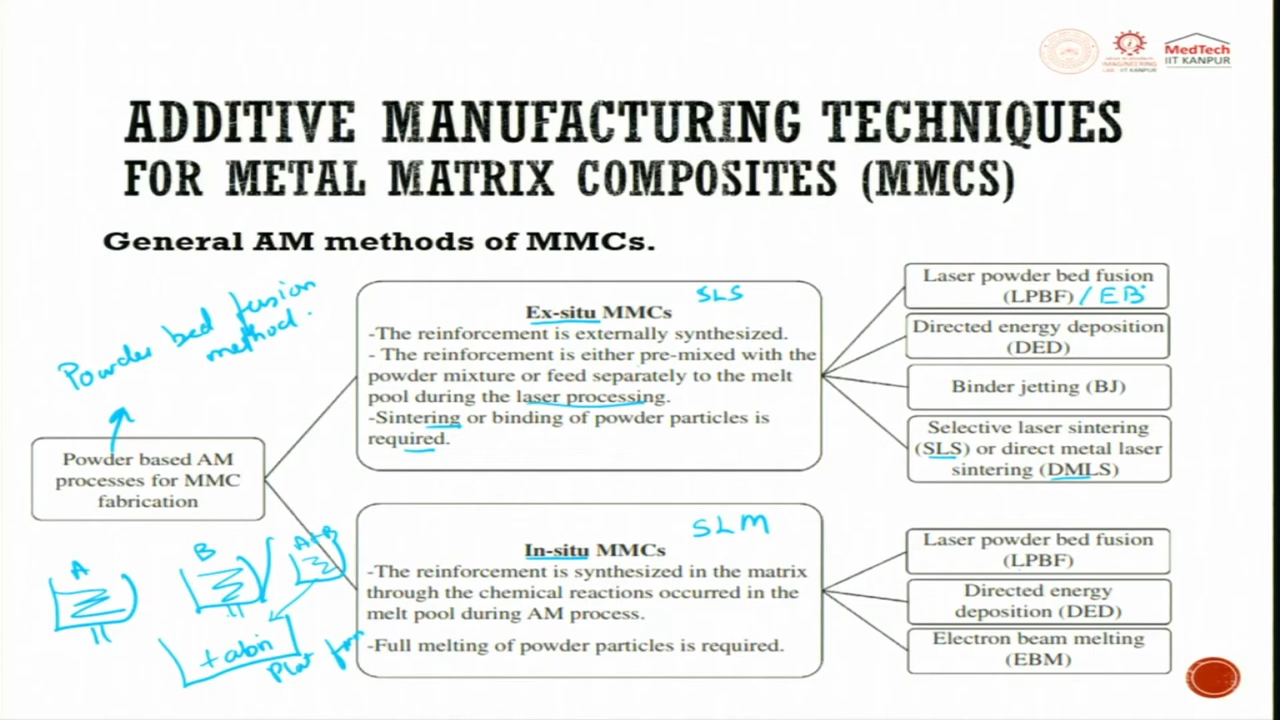 MedTech
IIT KANPUR
IMAGINEERING
LAB - IIT KANPUR
ADDITIVE MANUFACTURING TECHNIQUES
FOR METAL MATRIX COMPOSITES (MMCS)
General AM methods of MMCs.
Powder bed fusion
method.
Powder based AM
processes for MMC
fabrication
A
B
A+B
Plat form
SLS
Ex-situ MMCs
-The reinforcement is externally synthesized.
- The reinforcement is either pre-mixed with the
powder mixture or feed separately to the melt
pool during the laser processing.
-Sintering or binding of powder particles is
required.
SLM
In-situ MMCs
-The reinforcement is synthesized in the matrix
through the chemical reactions occurred in the
melt pool during AM process.
-Full melting of powder particles is required.
Laser powder bed fusion
(LPBF) / EB
Directed energy deposition
(DED)
Binder jetting (BJ)
Selective laser sintering
(SLS) or direct metal laser
sintering (DMLS)
Laser powder bed fusion
(LPBF)
Directed energy
deposition (DED)
Electron beam melting
(EBM)